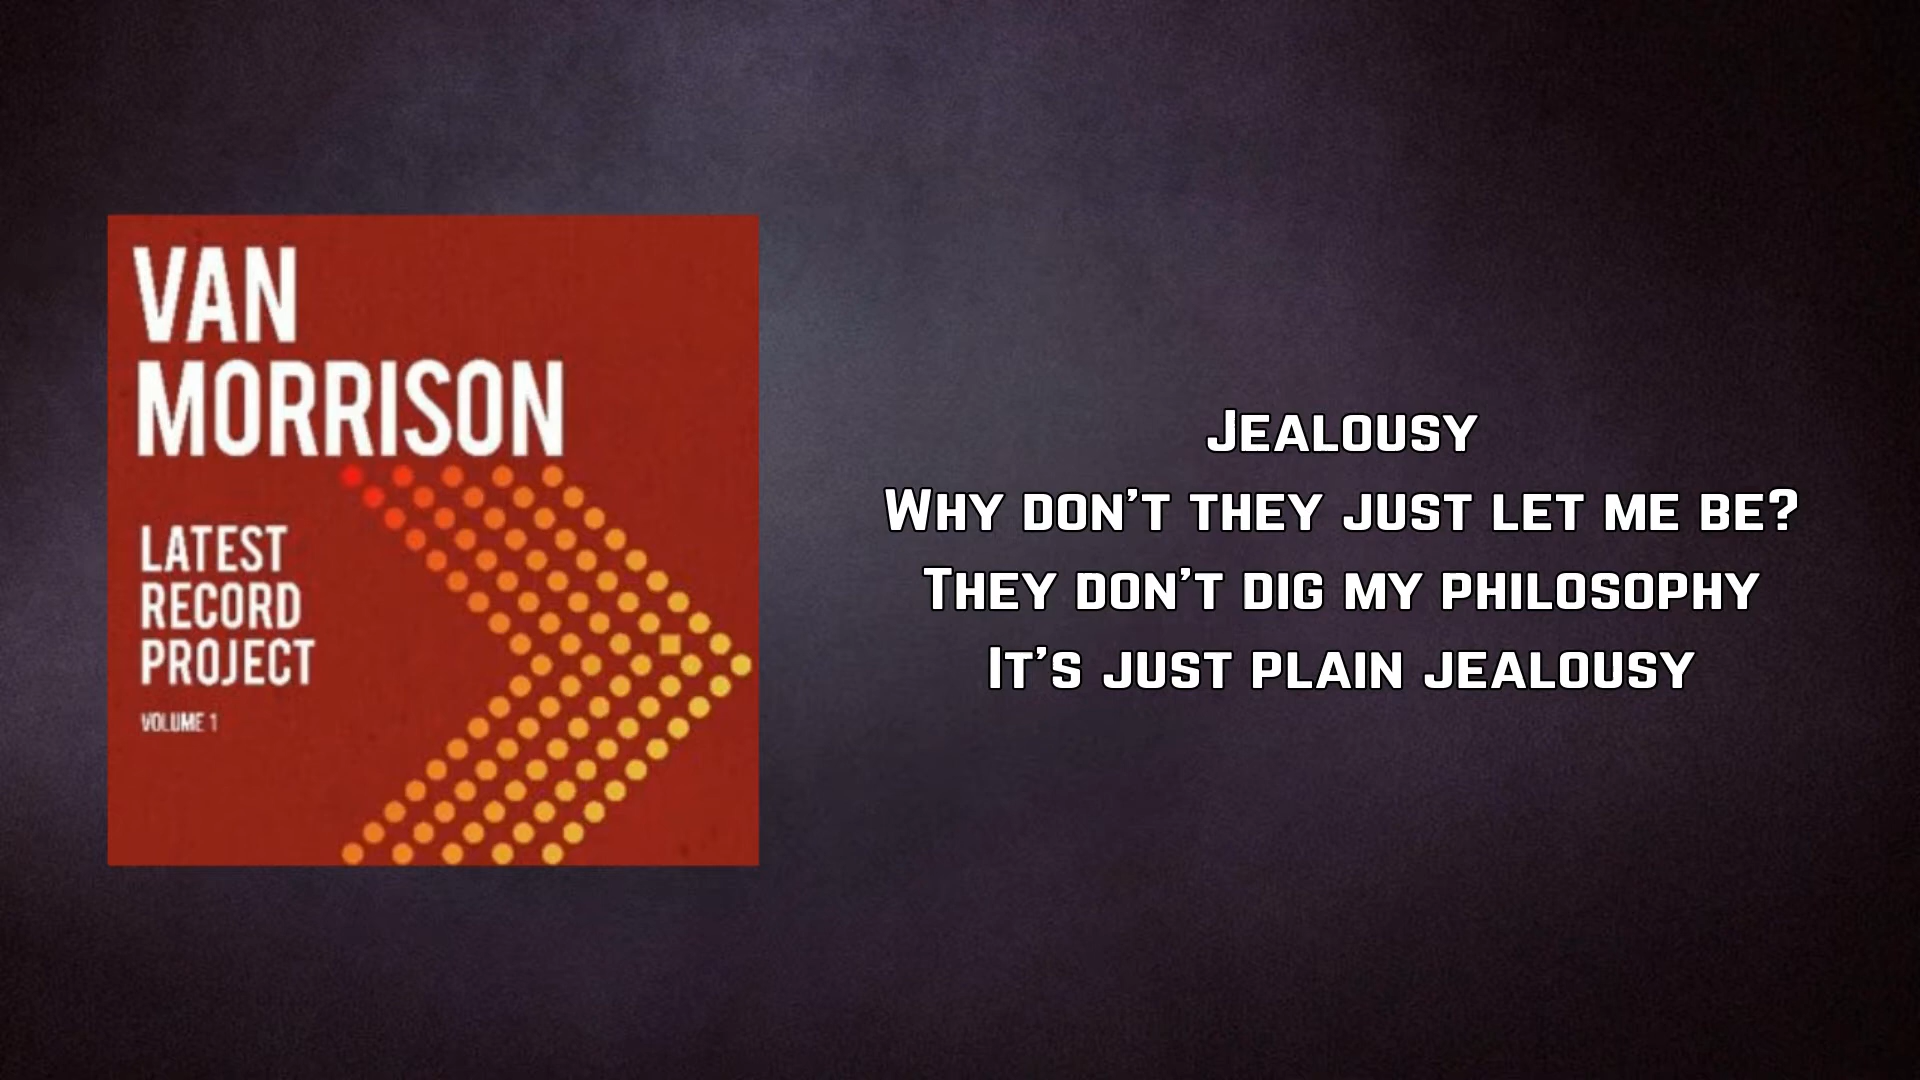 VAN
MORRISON
LATEST
RECORD
PROJECT
VOLUME 1
Jealousy
Why don't they just let me be?
They don't dig my philosophy
It's just plain jealousy